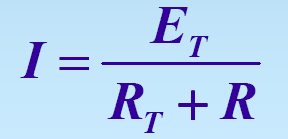 I = E_T / (R_T + R)